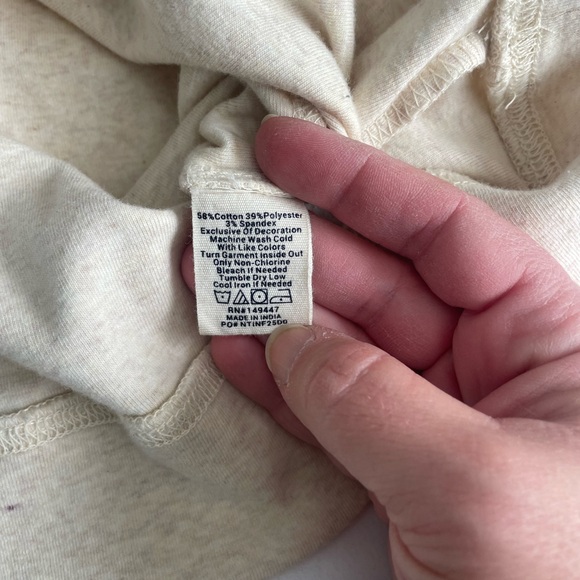 58%Cotton 39%Polyester
3% Spandex
Exclusive Of Decoration
Machine Wash Cold
With Like Colors
Turn Garment Inside Out
Only Non-Chlorine
Bleach If Needed
Tumble Dry Low
Cool Iron If Needed
RN#149447
MADE IN INDIA
PO# NTINF25D0